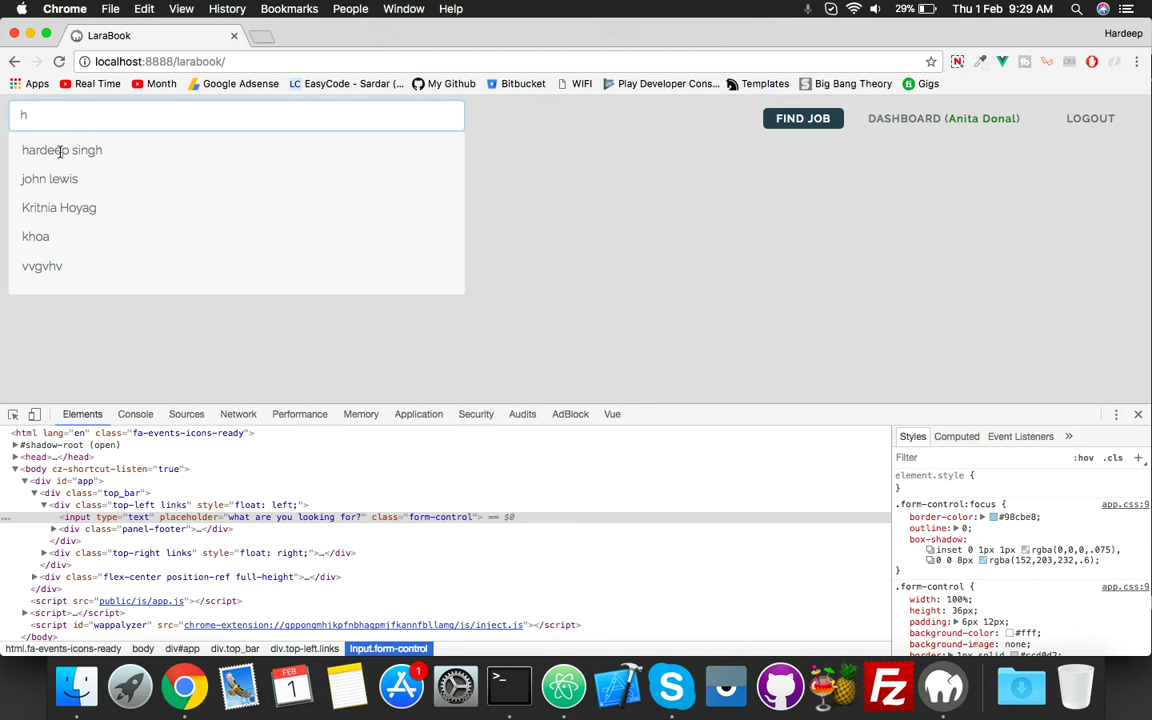 Chrome File Edit View History Bookmarks People Window Help 29% Thu 1 Feb 9:29 AM
LaraBook Hardeep
localhost:8888/larabook/
Apps Real Time Month Google Adsense EasyCode - Sardar (... My Github Bitbucket WIFI Play Developer Cons... Templates Big Bang Theory Gigs
h
FIND JOB DASHBOARD (Anita Donal) LOGOUT
hardeep singh
john lewis
Kritnia Hoyag
khoa
vvgvhv
Elements Console Sources Network Performance Memory Application Security Audits AdBlock Vue
<html lang="en" class="fa-events-icons-ready">
#shadow-root (open)
<head>…</head>
<body cz-shortcut-listen="true">
<div id="app">
<div class="top_bar">
<div class="top-left links" style="float: left;">
<input type="text" placeholder="what are you looking for?" class="form-control"> == $0
<div class="panel-footer">…</div>
</div>
<div class="top-right links" style="float: right;">…</div>
</div>
<div class="flex-center position-ref full-height">…</div>
</div>
<script src="public/js/app.js"></script>
<script>…</script>
<script id="wappalyzer" src="chrome-extension://gppongmhjkpfnbhagpmjfkannfbllamg/js/inject.js"></script>
</body>
html.fa-events-icons-ready body div#app div.top_bar div.top-left.links input.form-control
Styles Computed Event Listeners »
Filter :hov .cls +
element.style {
}
.form-control:focus { app.css:9
border-color: #98cbe8;
outline: 0;
box-shadow:
inset 0 1px 1px rgba(0,0,0,.075),
0 0 8px rgba(152,203,232,.6);
}
.form-control { app.css:9
width: 100%;
height: 36px;
padding: 6px 12px;
background-color: #fff;
background-image: none;
border: 1px solid #ccd0d2;
FEB
1
1